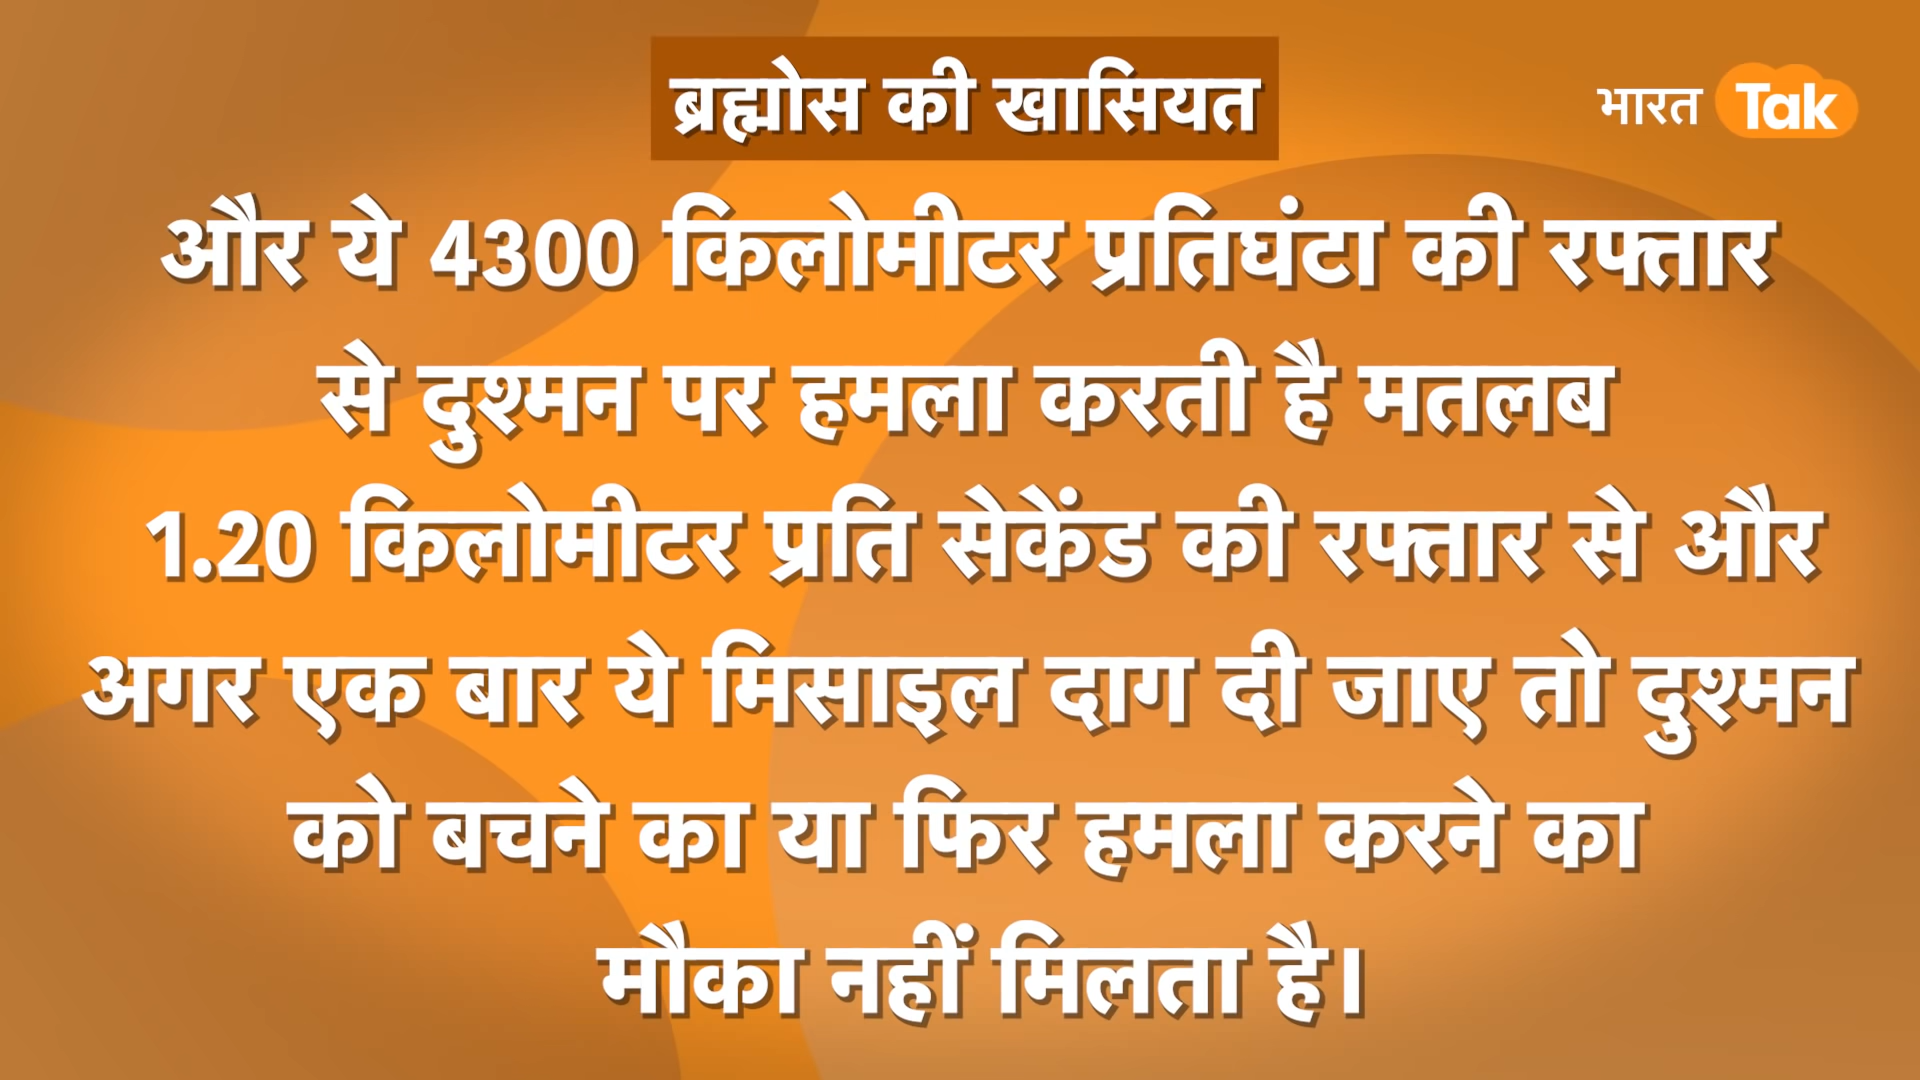 ब्रह्मोस की खासियत
भारत Tak
और ये 4300 किलोमीटर प्रतिघंटा की रफ्तार
से दुश्मन पर हमला करती है मतलब
1.20 किलोमीटर प्रति सेकेंड की रफ्तार से और
अगर एक बार ये मिसाइल दाग दी जाए तो दुश्मन
को बचने का या फिर हमला करने का
मौका नहीं मिलता है।